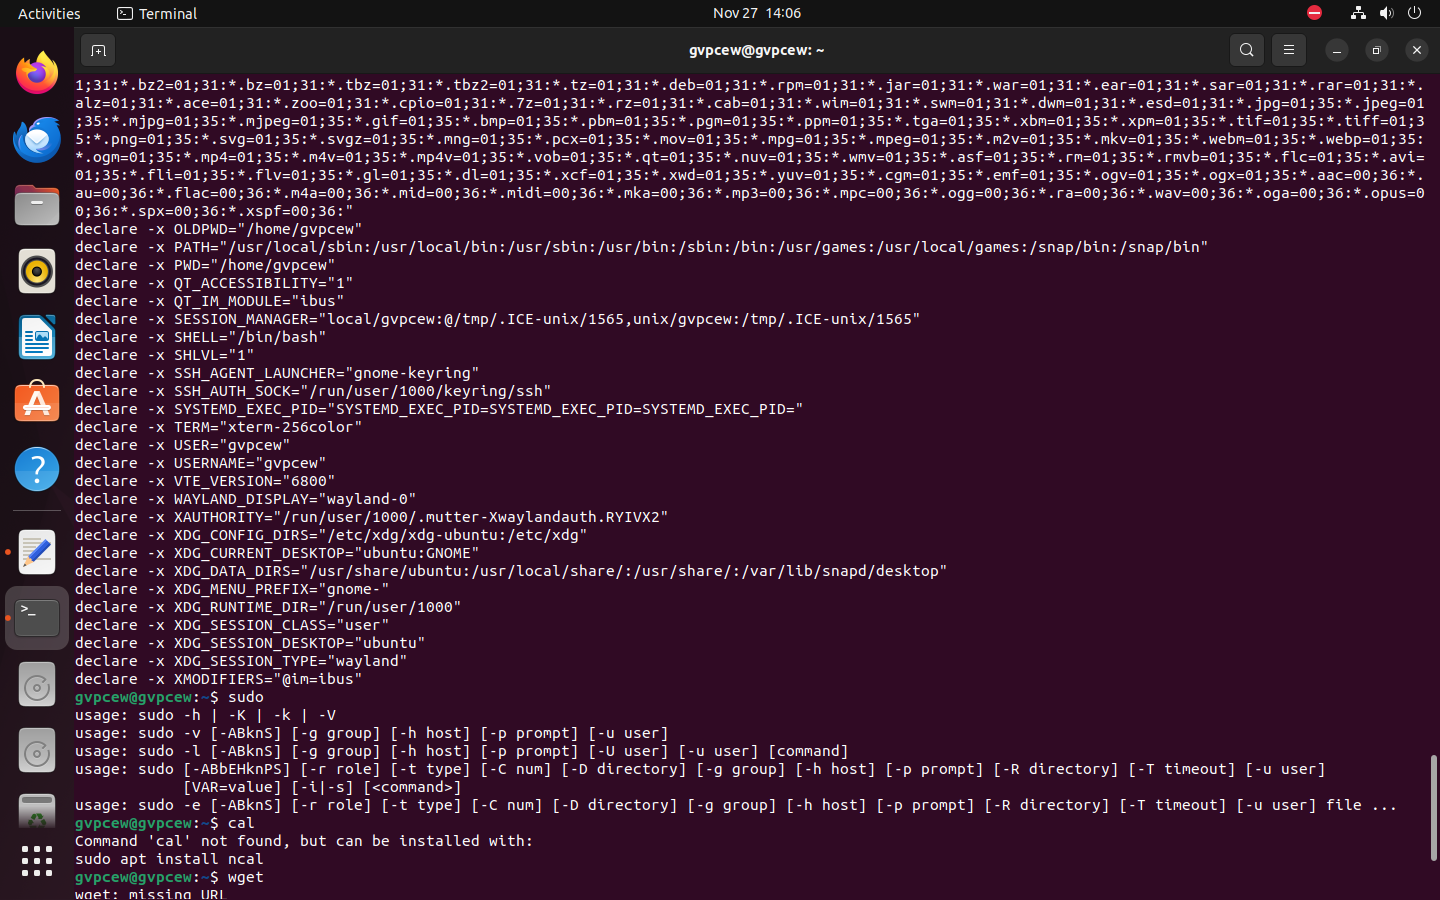 Activities
Terminal
Nov 27 14:06
gvpcew@gvpcew: ~
1;31:*.bz2=01;31:*.bz=01;31:*.tbz=01;31:*.tbz2=01;31:*.tz=01;31:*.deb=01;31:*.rpm=01;31:*.jar=01;31:*.war=01;31:*.ear=01;31:*.sar=01;31:*.rar=01;31:*.
alz=01;31:*.ace=01;31:*.zoo=01;31:*.cpio=01;31:*.7z=01;31:*.rz=01;31:*.cab=01;31:*.wim=01;31:*.swm=01;31:*.dwm=01;31:*.esd=01;31:*.jpg=01;35:*.jpeg=01
;35:*.mjpg=01;35:*.mjpeg=01;35:*.gif=01;35:*.bmp=01;35:*.pbm=01;35:*.pgm=01;35:*.ppm=01;35:*.tga=01;35:*.xbm=01;35:*.xpm=01;35:*.tif=01;35:*.tiff=01;3
5:*.png=01;35:*.svg=01;35:*.svgz=01;35:*.mng=01;35:*.pcx=01;35:*.mov=01;35:*.mpg=01;35:*.mpeg=01;35:*.m2v=01;35:*.mkv=01;35:*.webm=01;35:*.webp=01;35:
*.ogm=01;35:*.mp4=01;35:*.m4v=01;35:*.mp4v=01;35:*.vob=01;35:*.qt=01;35:*.nuv=01;35:*.wmv=01;35:*.asf=01;35:*.rm=01;35:*.rmvb=01;35:*.flc=01;35:*.avi=
01;35:*.fli=01;35:*.flv=01;35:*.gl=01;35:*.dl=01;35:*.xcf=01;35:*.xwd=01;35:*.yuv=01;35:*.cgm=01;35:*.emf=01;35:*.ogv=01;35:*.ogx=01;35:*.aac=00;36:*.
au=00;36:*.flac=00;36:*.m4a=00;36:*.mid=00;36:*.midi=00;36:*.mka=00;36:*.mp3=00;36:*.mpc=00;36:*.ogg=00;36:*.ra=00;36:*.wav=00;36:*.oga=00;36:*.opus=0
0;36:*.spx=00;36:*.xspf=00;36:"
declare -x OLDPWD="/home/gvpcew"
declare -x PATH="/usr/local/sbin:/usr/local/bin:/usr/sbin:/usr/bin:/sbin:/bin:/usr/games:/usr/local/games:/snap/bin:/snap/bin"
declare -x PWD="/home/gvpcew"
declare -x QT_ACCESSIBILITY="1"
declare -x QT_IM_MODULE="ibus"
declare -x SESSION_MANAGER="local/gvpcew:@/tmp/.ICE-unix/1565,unix/gvpcew:/tmp/.ICE-unix/1565"
declare -x SHELL="/bin/bash"
declare -x SHLVL="1"
declare -x SSH_AGENT_LAUNCHER="gnome-keyring"
declare -x SSH_AUTH_SOCK="/run/user/1000/keyring/ssh"
declare -x SYSTEMD_EXEC_PID="SYSTEMD_EXEC_PID=SYSTEMD_EXEC_PID=SYSTEMD_EXEC_PID="
declare -x TERM="xterm-256color"
declare -x USER="gvpcew"
declare -x USERNAME="gvpcew"
declare -x VTE_VERSION="6800"
declare -x WAYLAND_DISPLAY="wayland-0"
declare -x XAUTHORITY="/run/user/1000/.mutter-Xwaylandauth.RYIVX2"
declare -x XDG_CONFIG_DIRS="/etc/xdg/xdg-ubuntu:/etc/xdg"
declare -x XDG_CURRENT_DESKTOP="ubuntu:GNOME"
declare -x XDG_DATA_DIRS="/usr/share/ubuntu:/usr/local/share/:/usr/share/:/var/lib/snapd/desktop"
declare -x XDG_MENU_PREFIX="gnome-"
declare -x XDG_RUNTIME_DIR="/run/user/1000"
declare -x XDG_SESSION_CLASS="user"
declare -x XDG_SESSION_DESKTOP="ubuntu"
declare -x XDG_SESSION_TYPE="wayland"
declare -x XMODIFIERS="@im=ibus"
gvpcew@gvpcew:~$ sudo
usage: sudo -h | -K | -k | -V
usage: sudo -v [-ABknS] [-g group] [-h host] [-p prompt] [-u user]
usage: sudo -l [-ABknS] [-g group] [-h host] [-p prompt] [-U user] [-u user] [command]
usage: sudo [-ABbEHknPS] [-r role] [-t type] [-C num] [-D directory] [-g group] [-h host] [-p prompt] [-R directory] [-T timeout] [-u user]
[VAR=value] [-i|-s] [<command>]
usage: sudo -e [-ABknS] [-r role] [-t type] [-C num] [-D directory] [-g group] [-h host] [-p prompt] [-R directory] [-T timeout] [-u user] file ...
gvpcew@gvpcew:~$ cal
Command 'cal' not found, but can be installed with:
sudo apt install ncal
gvpcew@gvpcew:~$ wget
wget: missing URL